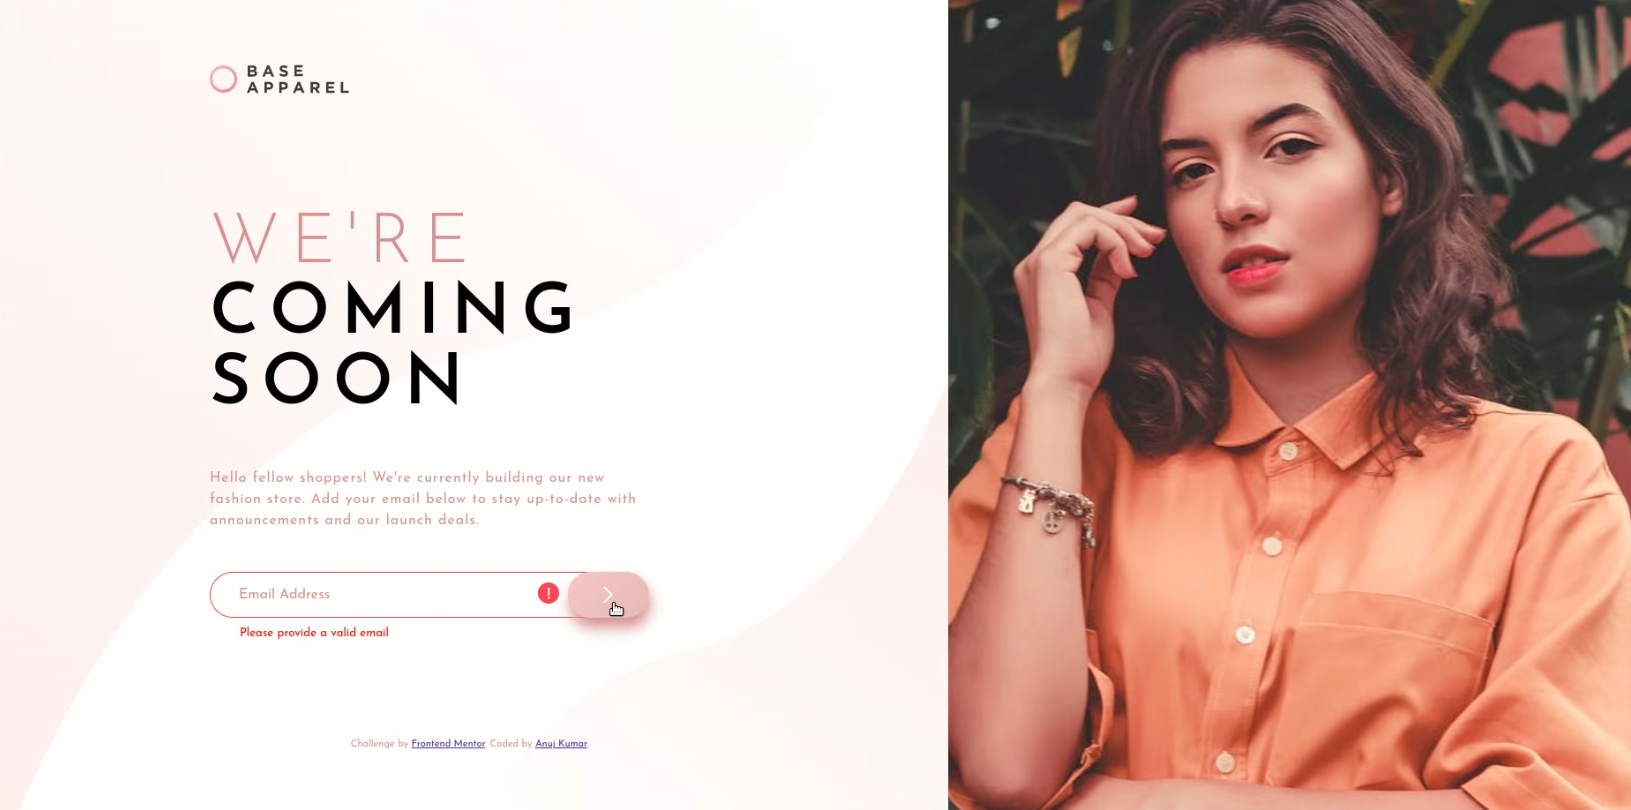 BASE
APPAREL
WE'RE
COMING
SOON
Hello fellow shoppers! We're currently building our new
fashion store. Add your email below to stay up-to-date with
announcements and our launch deals.
Email Address
!
Please provide a valid email
Challenge by Frontend Mentor. Coded by Anuj Kumar.